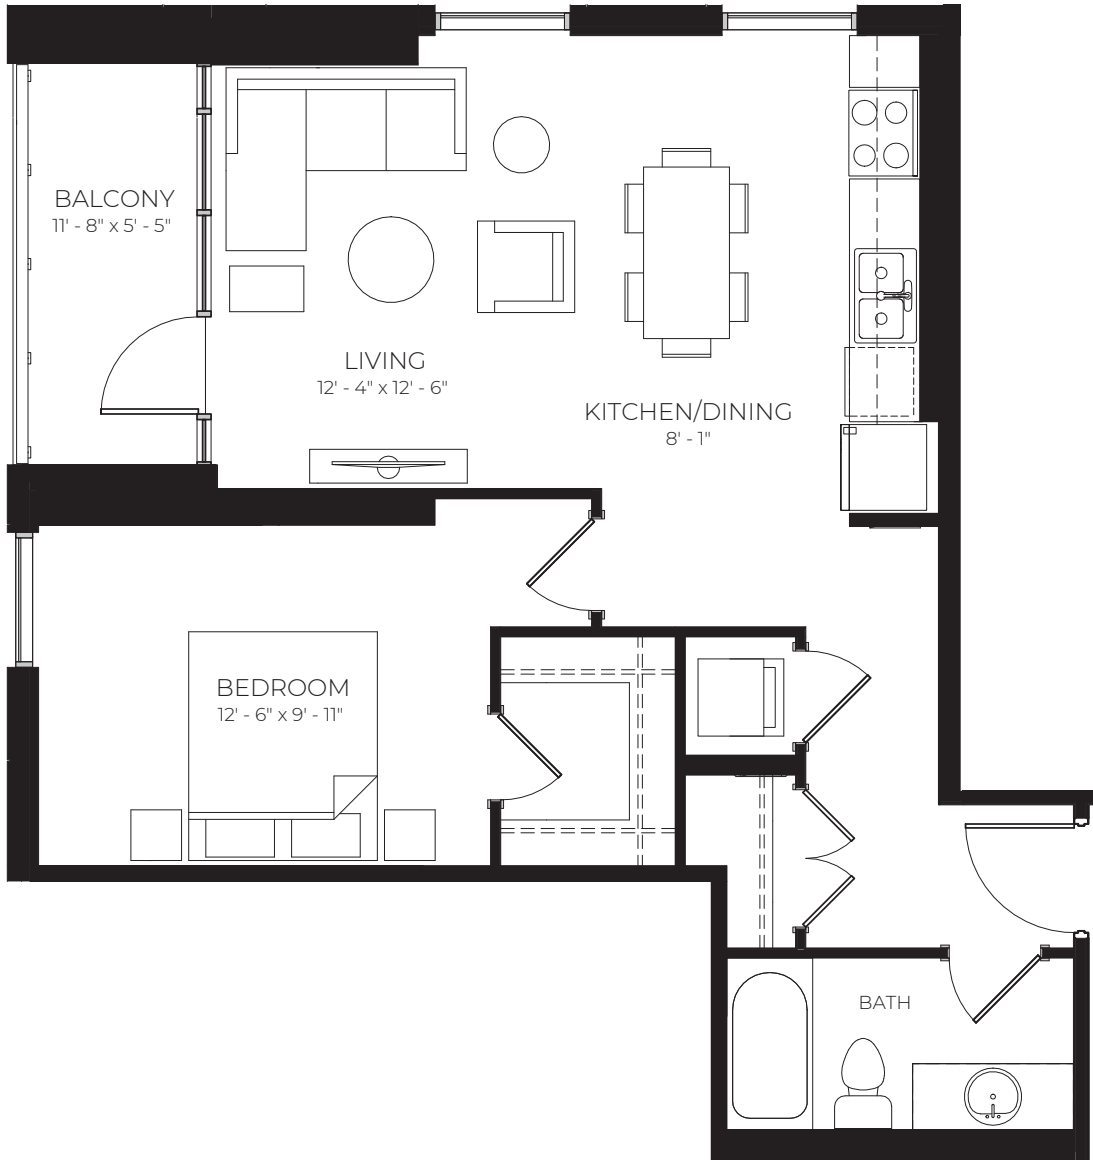 BALCONY
11' - 8" x 5' - 5"
LIVING
12' - 4" x 12' - 6"
KITCHEN/DINING
8' - 1"
BEDROOM
12' - 6" x 9' - 11"
BATH